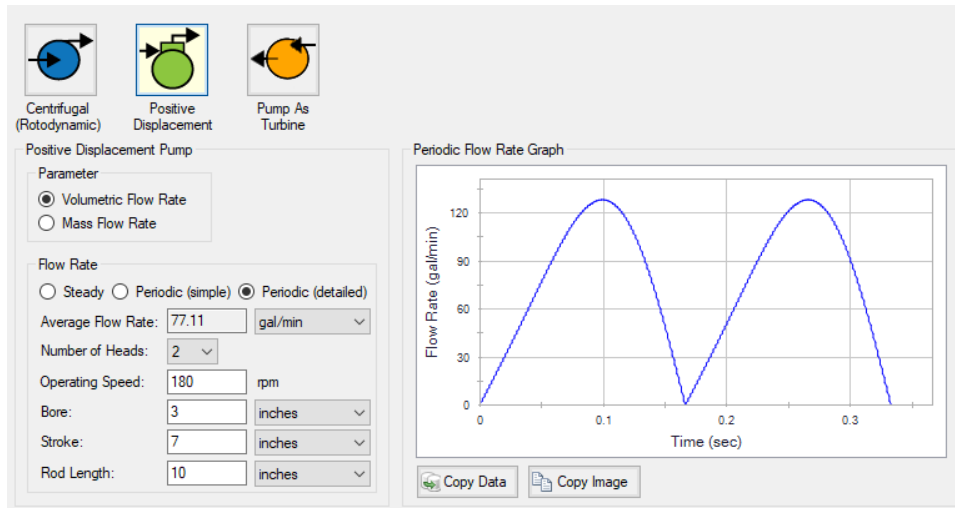 Centrifugal
(Rotodynamic)
Positive
Displacement
Pump As
Turbine
Positive Displacement Pump
Parameter
Volumetric Flow Rate
Mass Flow Rate
Flow Rate
Steady Periodic (simple) Periodic (detailed)
Average Flow Rate: 77.11 gal/min
Number of Heads: 2
Operating Speed: 180 rpm
Bore: 3 inches
Stroke: 7 inches
Rod Length: 10 inches
Periodic Flow Rate Graph
Flow Rate (gal/min)
120
90
60
30
0
0 0.1 0.2 0.3
Time (sec)
Copy Data Copy Image